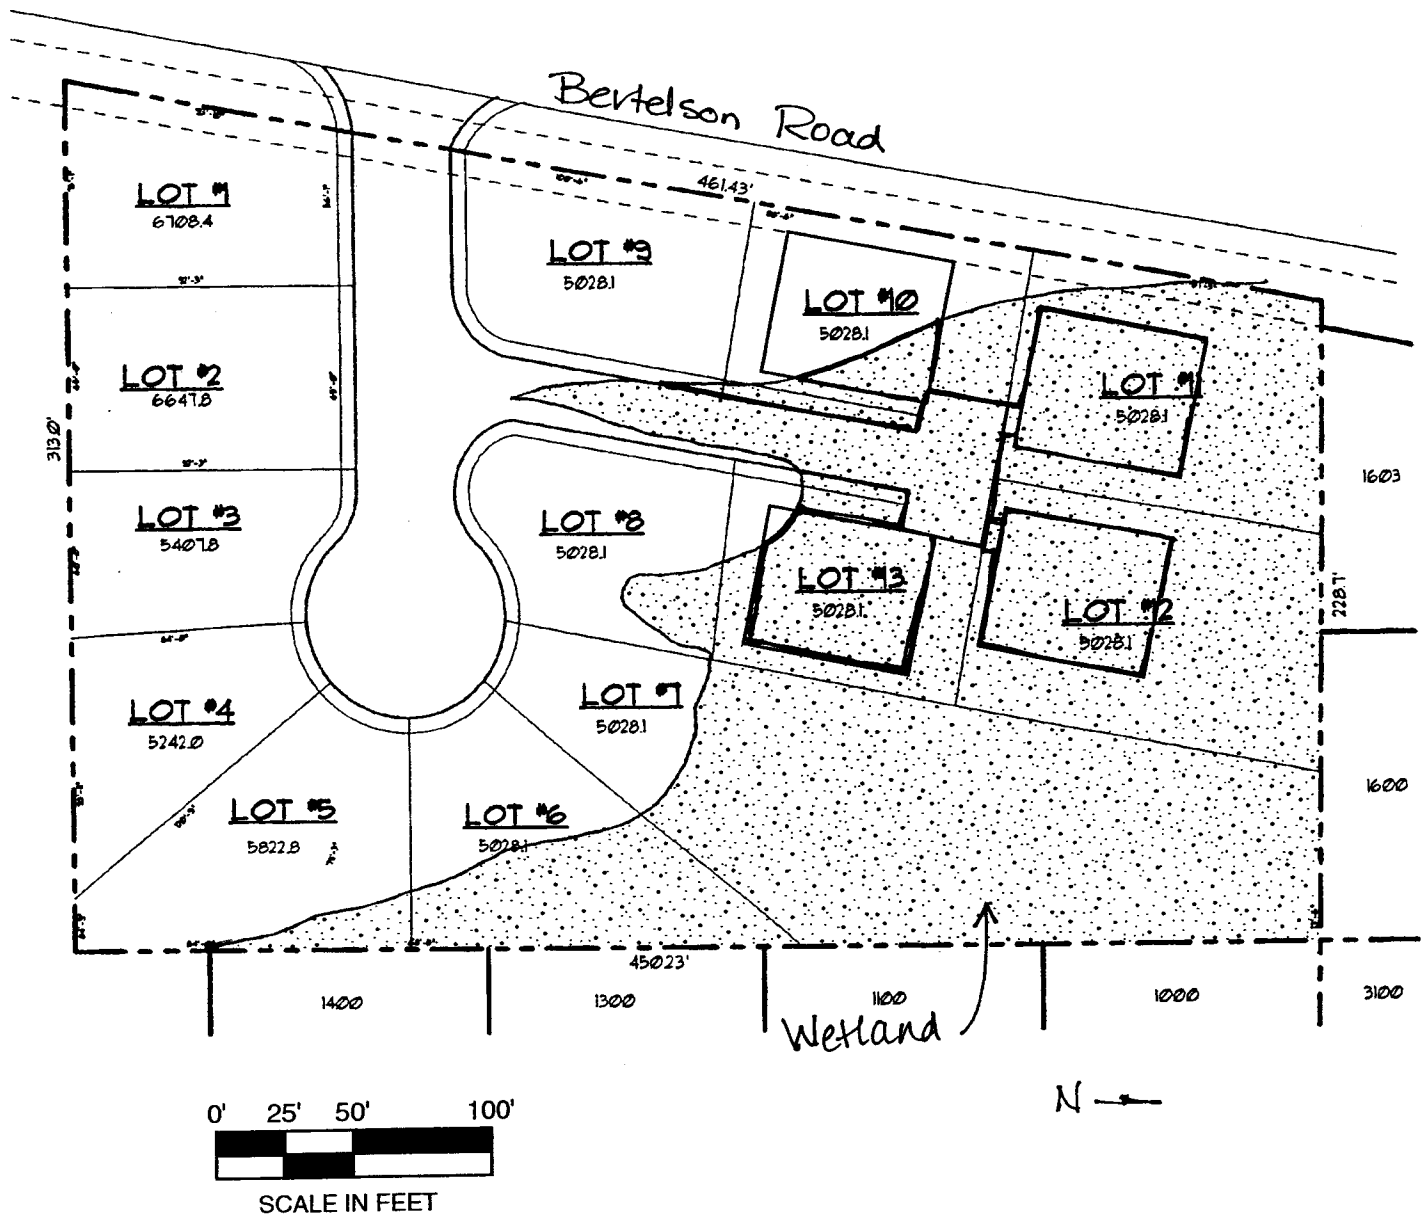 Bertelson Road
461.43'
LOT #1
6708.4
LOT #9
5028.1
LOT #10
5028.1
LOT #2
6647.8
LOT #11
5028.1
313.0'
1603
LOT #3
5407.8
LOT #8
5028.1
LOT #13
5028.1
LOT #12
5028.1
228.7'
LOT #4
5242.0
LOT #7
5028.1
1600
LOT #5
5822.8
LOT #6
5028.1
450.23'
1400
1300
1100
1000
3100
Wetland
N
0' 25' 50' 100'
SCALE IN FEET